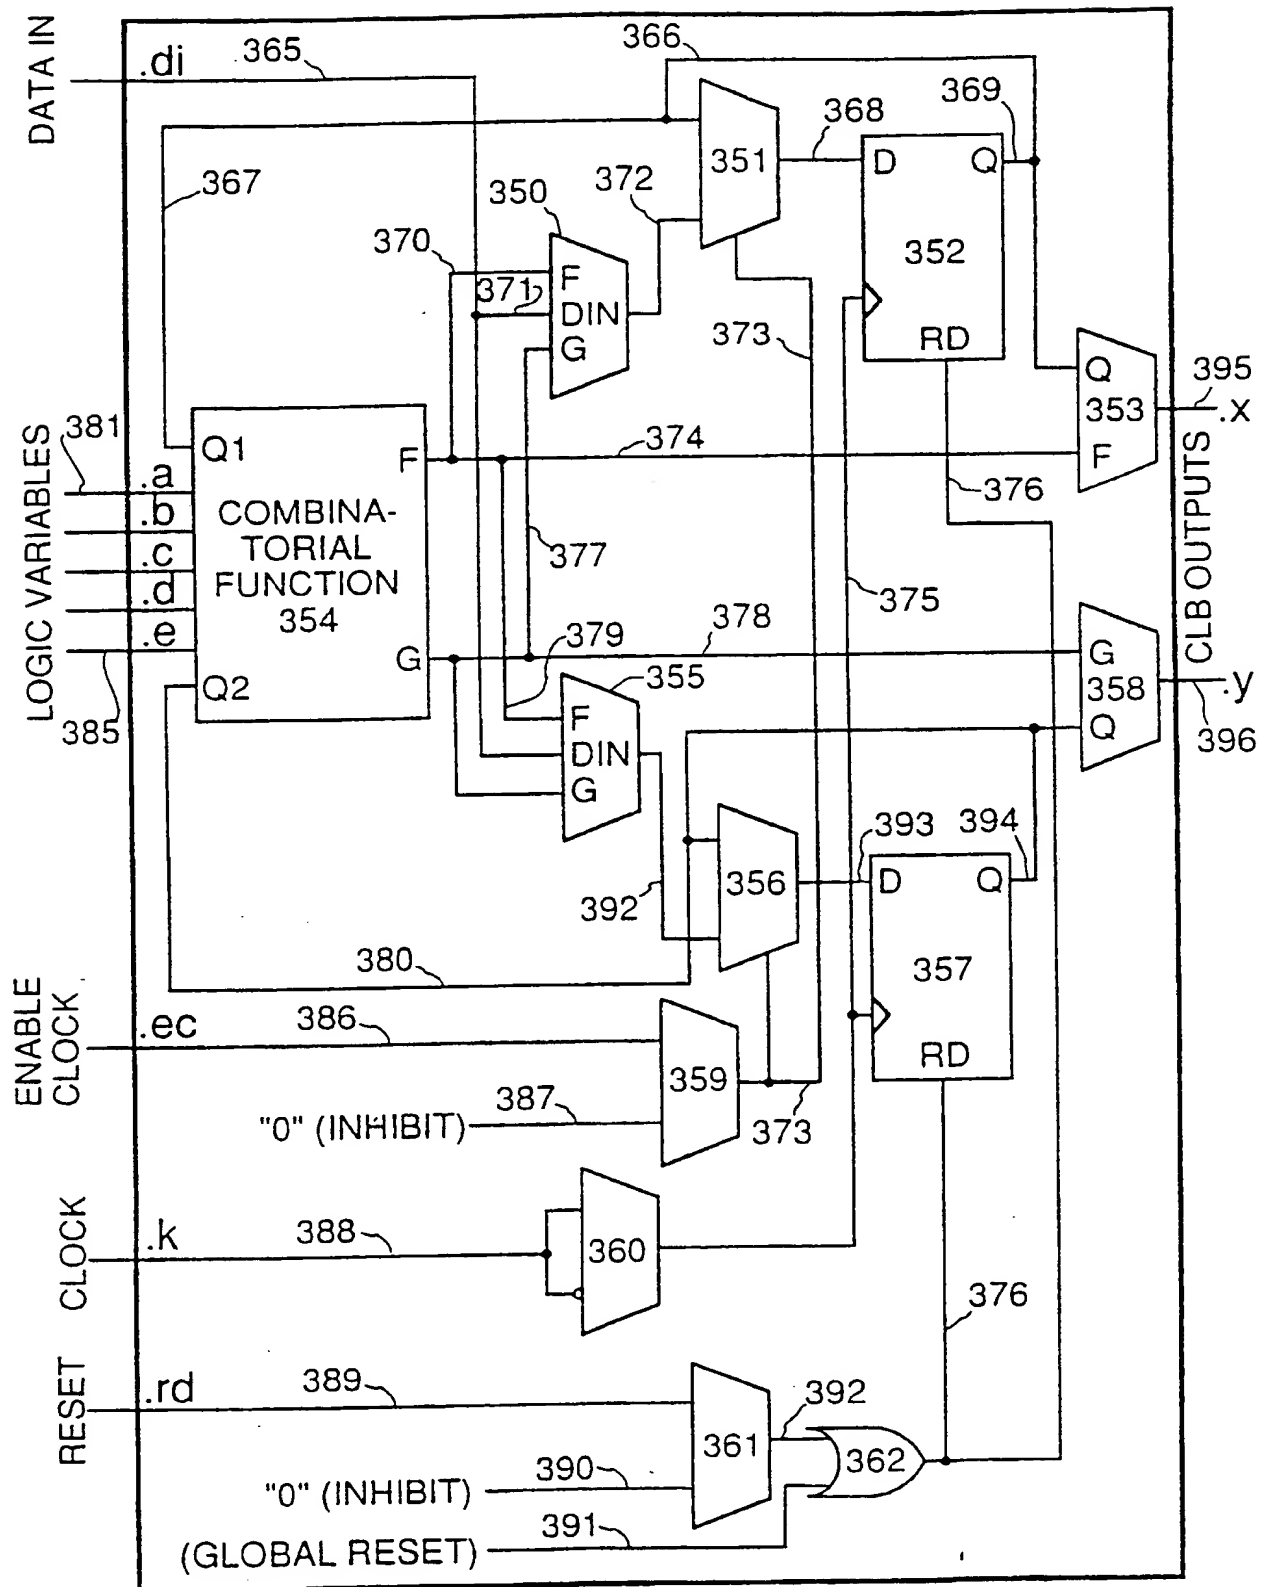 DATA IN
.di
365
366
369
368
351
D
Q
367
350
372
352
370
F
371
DIN
G
373
RD
Q
395
353
.x
381
374
F
LOGIC VARIABLES
Q1
F
376
.a
.b
COMBINA-
TORIAL
FUNCTION
354
377
CLB OUTPUTS
.c
.d
375
.e
379
378
G
G
358
.y
Q2
355
385
F
Q
396
DIN
G
393
394
D
Q
356
392
357
380
ENABLE
CLOCK
.ec
386
RD
359
387
"0" (INHIBIT)
373
CLOCK
.k
388
360
376
RESET
.rd
389
392
361
362
390
"0" (INHIBIT)
391
(GLOBAL RESET)